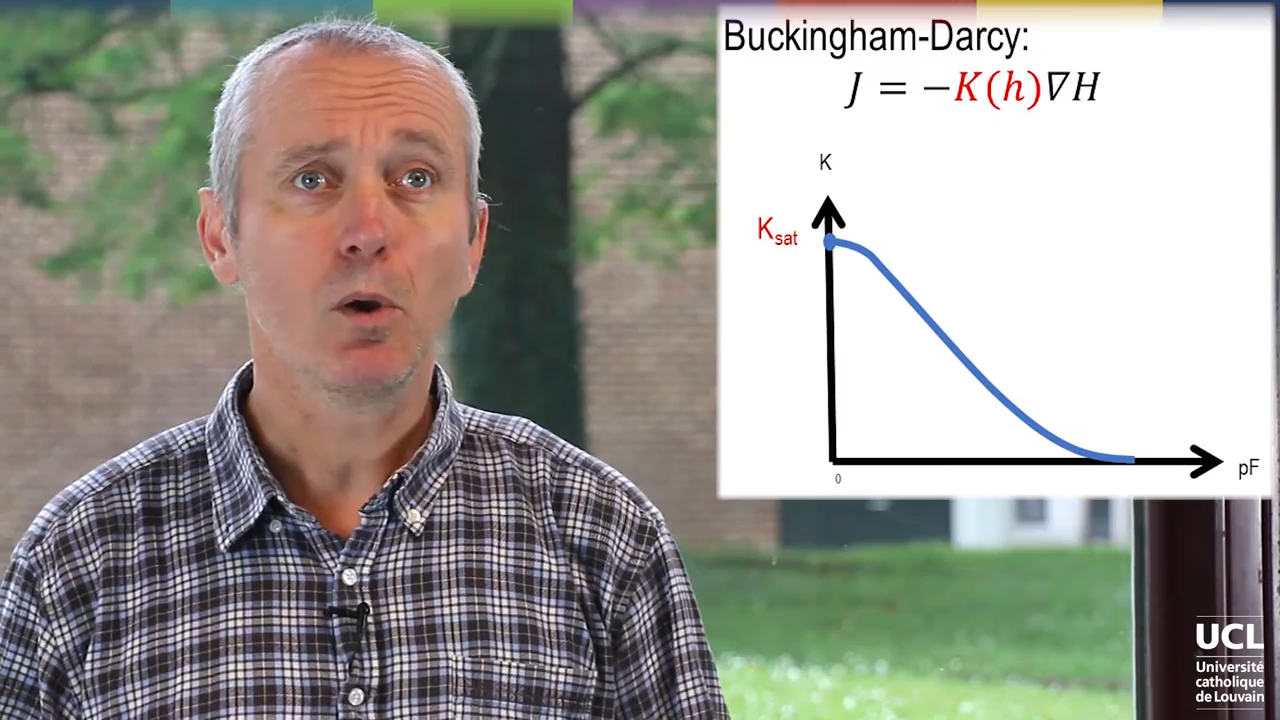 Buckingham-Darcy:
J = −K(h)∇H
K
Ksat
0
pF
UCL
Université
catholique
de Louvain